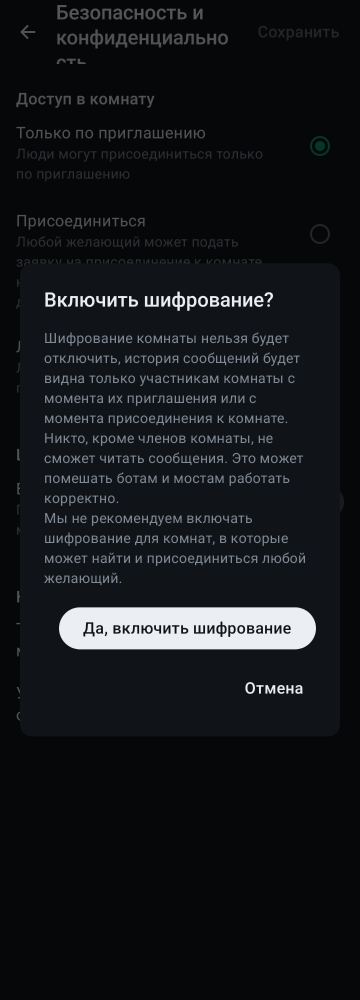 Безопасность и
конфиденциально
сть
Сохранить
Доступ в комнату
Только по приглашению
Люди могут присоединиться только
по приглашению
Присоединиться
Любой желающий может подать
заявку на присоединение к комнате,
Включить шифрование?
Шифрование комнаты нельзя будет
отключить, история сообщений будет
видна только участникам комнаты с
момента их приглашения или с
момента присоединения к комнате.
Никто, кроме членов комнаты, не
сможет читать сообщения. Это может
помешать ботам и мостам работать
корректно.
Мы не рекомендуем включать
шифрование для комнат, в которые
может найти и присоединиться любой
желающий.
Да, включить шифрование
Отмена